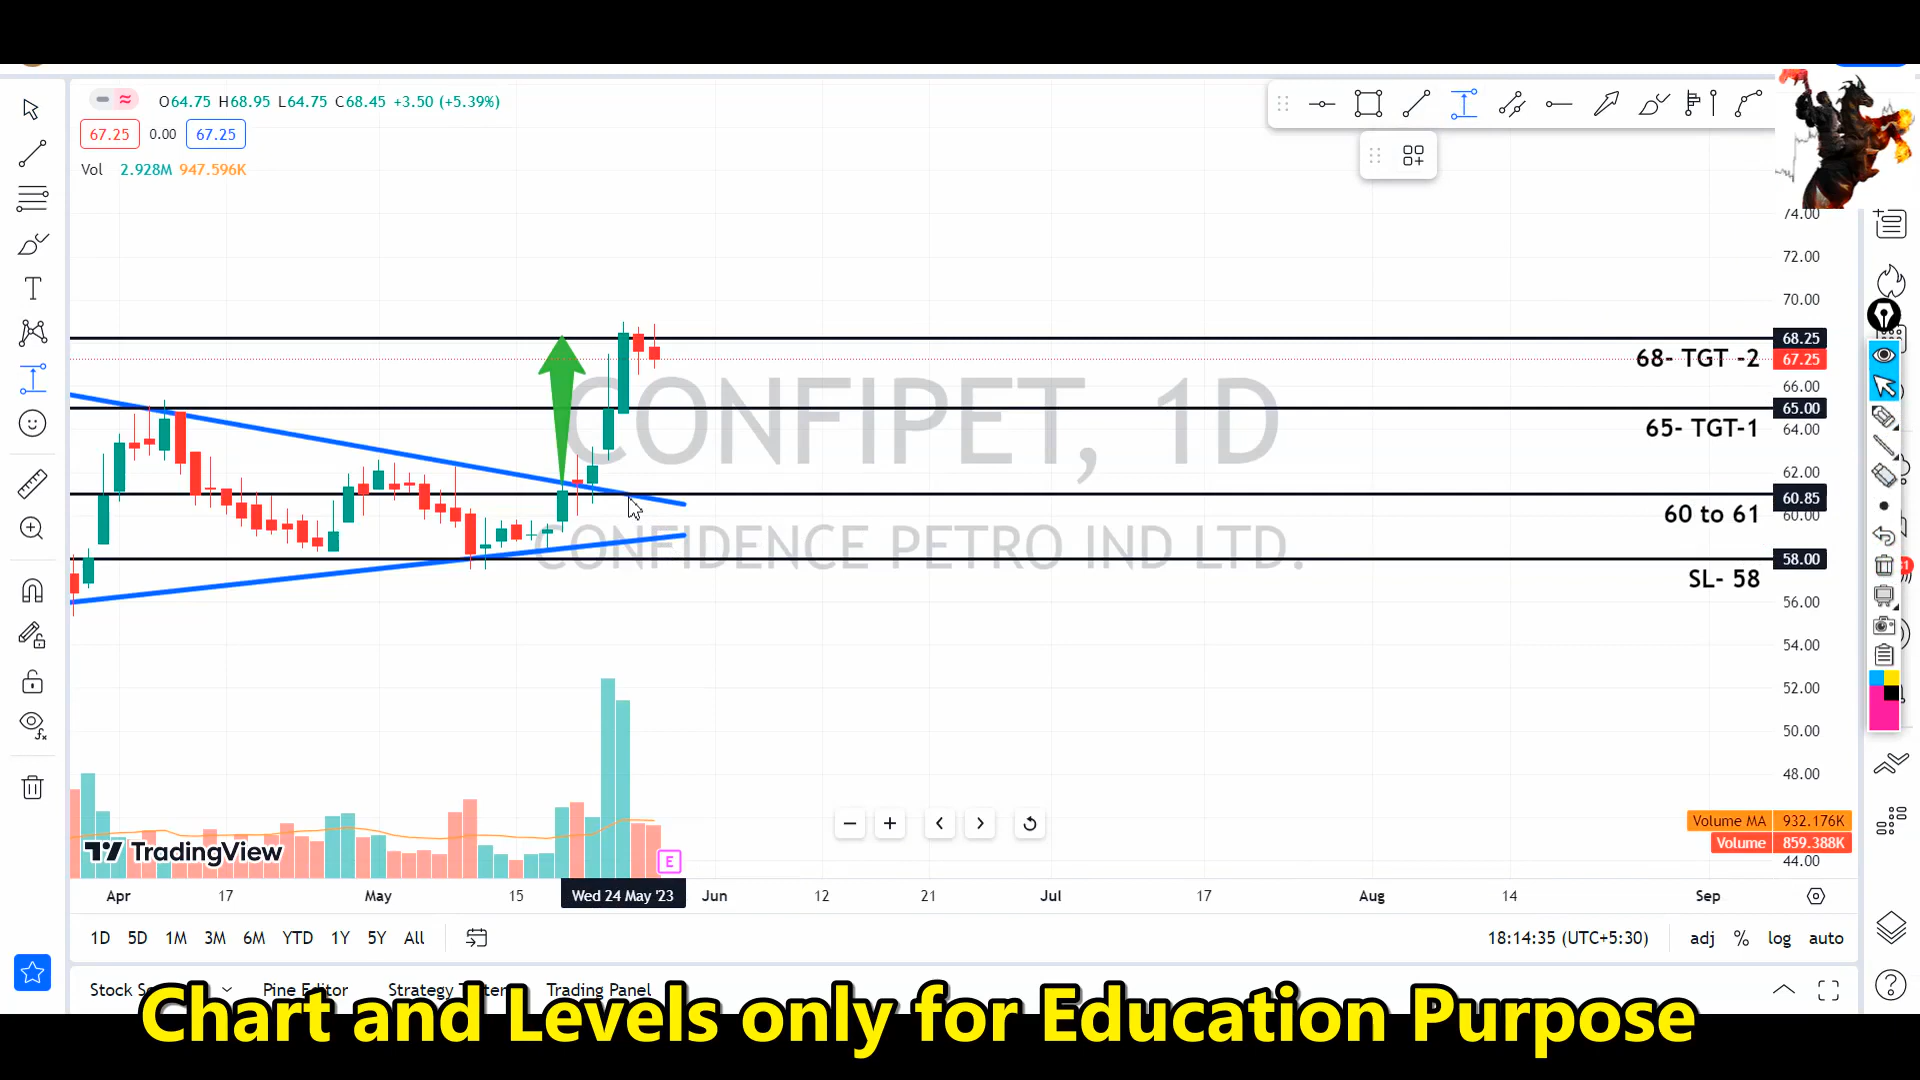 O64.75 H68.95 L64.75 C68.45 +3.50 (+5.39%)
67.25 0.00 67.25
Vol 2.928M 947.596K
74.00
72.00
70.00
68.25
68- TGT -2 67.25
66.00
65.00
65- TGT-1 64.00
CONFIPET, 1D
62.00
60.85
60 to 61 60.00
CONFIDENCE PETRO IND LTD.
58.00
SL- 58
56.00
54.00
52.00
50.00
48.00
Volume MA 932.176K
Volume 859.388K
44.00
TradingView
E
Apr 17 May 15 Wed 24 May '23 Jun 12 21 Jul 17 Aug 14 Sep
1D 5D 1M 3M 6M YTD 1Y 5Y All 18:14:35 (UTC+5:30) adj % log auto
Pine Editor Trading Panel
Chart and Levels only for Education Purpose